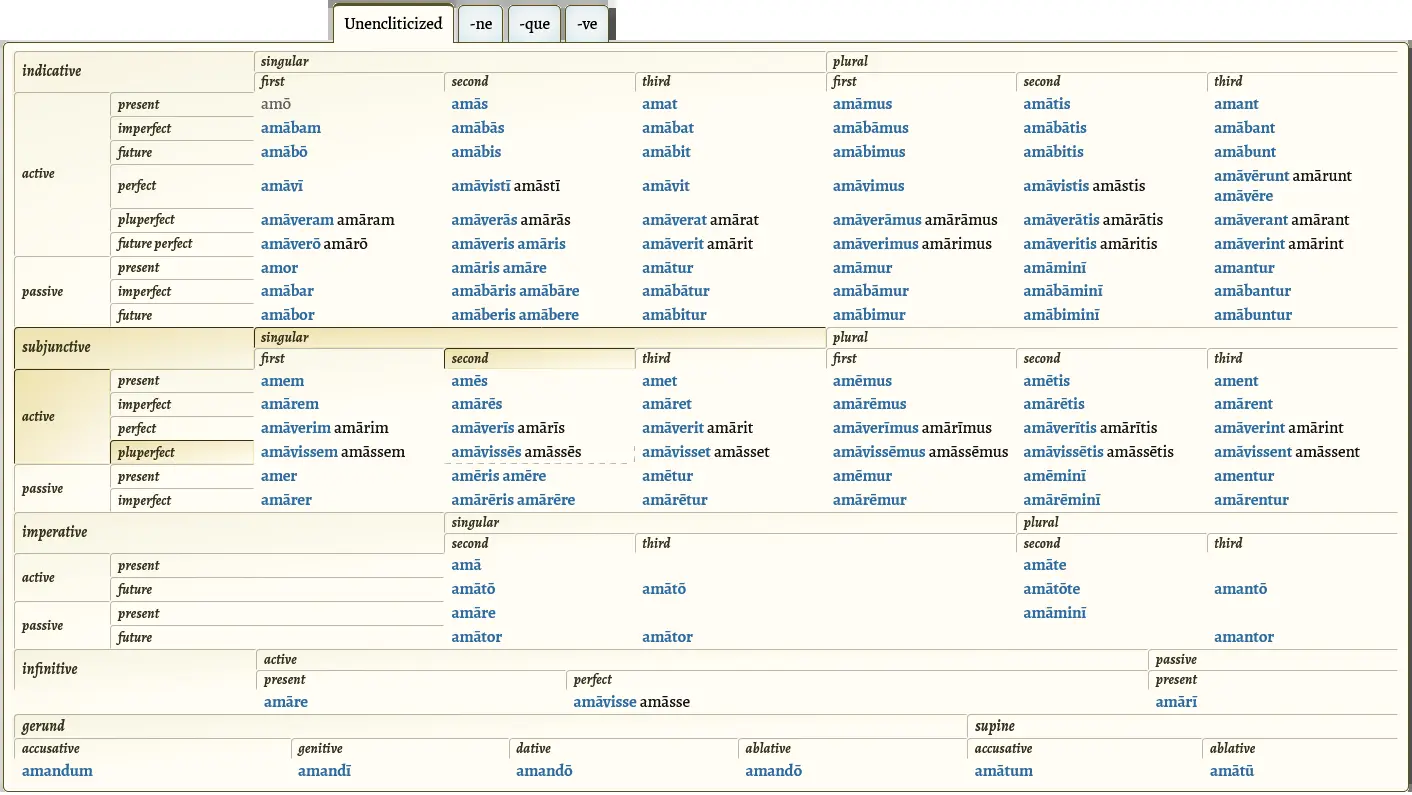 Unencliticized -ne -que -ve
indicative singular plural
first second third first second third
active present amō amās amat amāmus amātis amant
imperfect amābam amābās amābat amābāmus amābātis amābant
future amābō amābis amābit amābimus amābitis amābunt
perfect amāvī amāvistī amāstī amāvit amāvimus amāvistis amāstis amāvērunt amārunt
amāvēre
pluperfect amāveram amāram amāverās amārās amāverat amārat amāverāmus amārāmus amāverātis amārātis amāverant amārant
future perfect amāverō amārō amāveris amāris amāverit amārit amāverimus amārimus amāveritis amāritis amāverint amārint
passive present amor amāris amāre amātur amāmur amāminī amantur
imperfect amābar amābāris amābāre amābātur amābāmur amābāminī amābantur
future amābor amāberis amābere amābitur amābimur amābiminī amābuntur
subjunctive singular plural
first second third first second third
active present amem amēs amet amēmus amētis ament
imperfect amārem amārēs amāret amārēmus amārētis amārent
perfect amāverim amārim amāverīs amārīs amāverit amārit amāverīmus amārīmus amāverītis amārītis amāverint amārint
pluperfect amāvissem amāssem amāvissēs amāssēs amāvisset amāsset amāvissēmus amāssēmus amāvissētis amāssētis amāvissent amāssent
passive present amer amēris amēre amētur amēmur amēminī amentur
imperfect amārer amārēris amārēre amārētur amārēmur amārēminī amārentur
imperative singular plural
second third second third
active present amā amāte
future amātō amātō amātōte amantō
passive present amāre amāminī
future amātor amātor amantor
infinitive active passive
present perfect present
amāre amāvisse amāsse amārī
gerund supine
accusative genitive dative ablative accusative ablative
amandum amandī amandō amandō amātum amātū